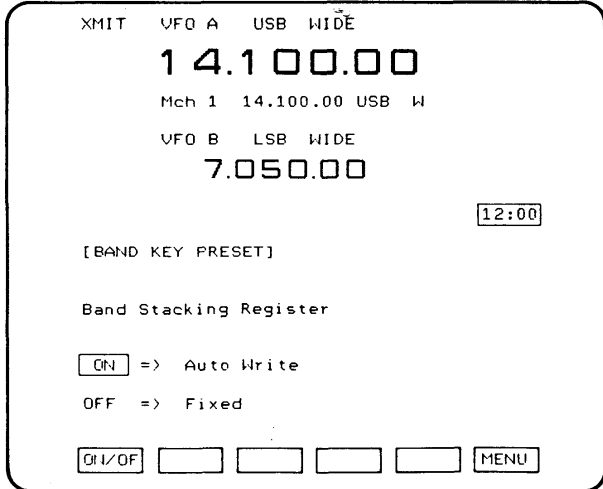 XMIT VFO A USB WIDE
14.100.00
Mch 1 14.100.00 USB W
VFO B LSB WIDE
7.050.00
12:00
[BAND KEY PRESET]
Band Stacking Register
ON => Auto Write
OFF => Fixed
ON/OF MENU